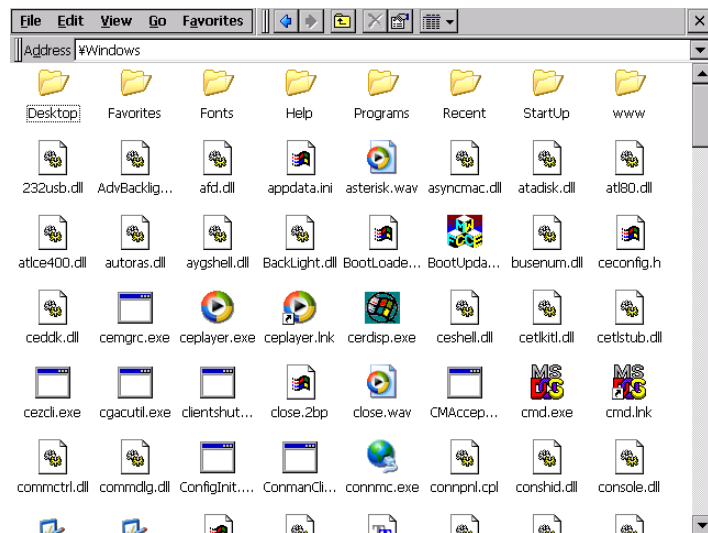 File Edit View Go Favorites
Address ¥Windows
Desktop Favorites Fonts Help Programs Recent StartUp www
232usb.dll AdvBacklig... afd.dll appdata.ini asterisk.wav asyncmac.dll atadisk.dll atl80.dll
atlce400.dll autoras.dll aygshell.dll BackLight.dll BootLoade... BootUpda... busenum.dll ceconfig.h
ceddk.dll cemgrc.exe ceplayer.exe ceplayer.lnk cerdisp.exe ceshell.dll cetlkitl.dll cetlstub.dll
cezcli.exe cgacutil.exe clientshut... close.2bp close.wav CMAccep... cmd.exe cmd.lnk
commctrl.dll commdlg.dll ConfigInit.... ConmanCli... connmc.exe connpnl.cpl conshid.dll console.dll